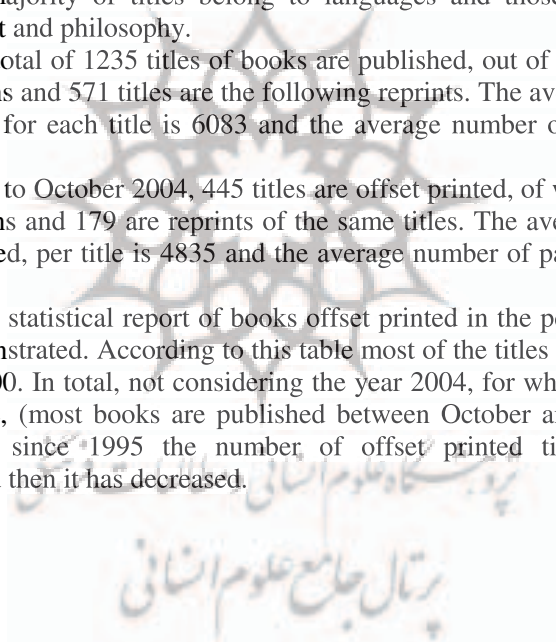 ajority of titles belong to languages and those
t and philosophy.
otal of 1235 titles of books are published, out of
ns and 571 titles are the following reprints. The av
for each title is 6083 and the average number o
to October 2004, 445 titles are offset printed, of v
ns and 179 are reprints of the same titles. The ave
ed, per title is 4835 and the average number of pa
statistical report of books offset printed in the pe
nstrated. According to this table most of the titles
00. In total, not considering the year 2004, for wh
, (most books are published between October a
since 1995 the number of offset printed ti
then it has decreased.
پژوهشگاه علوم انسانی و مطالعات فرهنگی
پرتال جامع علوم انسانی